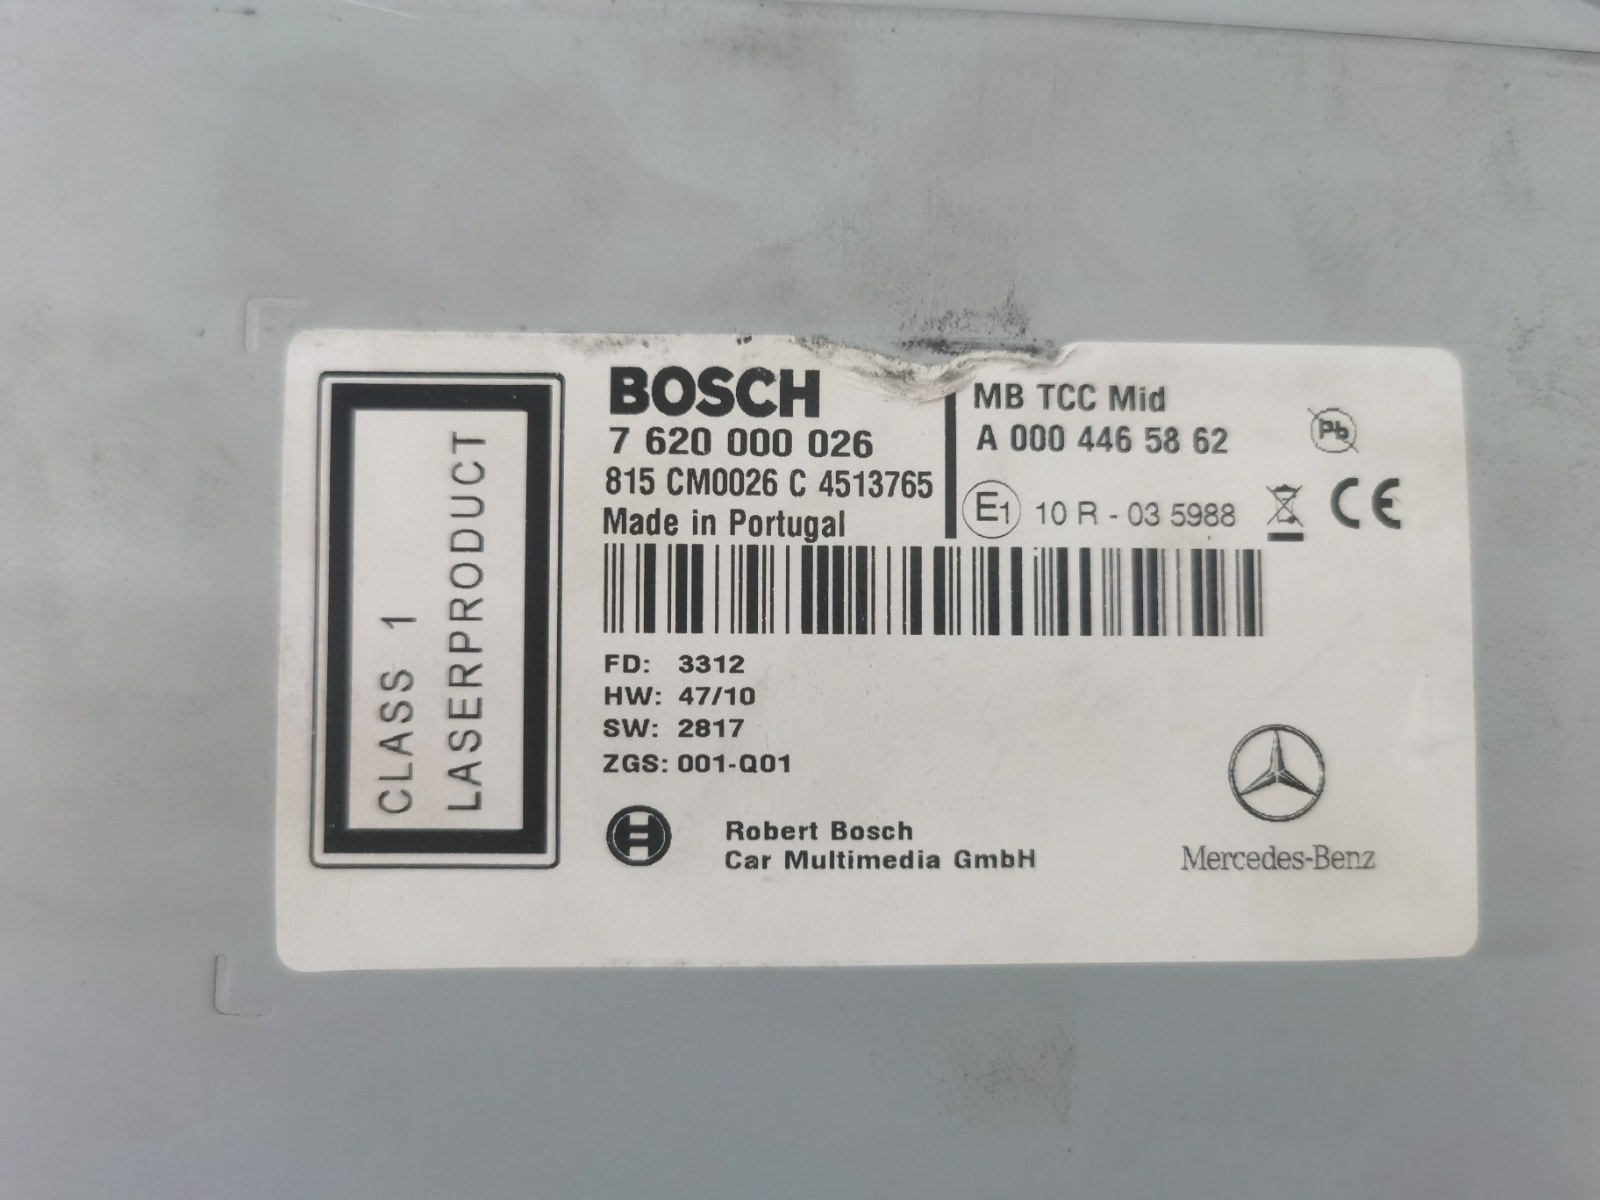 CLASS 1
LASERPRODUCT
BOSCH
7 620 000 026
815 CM0026 C 4513765
Made in Portugal
MB TCC Mid
A 000 446 58 62
Pb
E1 10 R - 03 5988
CE
FD: 3312
HW: 47/10
SW: 2817
ZGS: 001-Q01
Robert Bosch
Car Multimedia GmbH
Mercedes-Benz